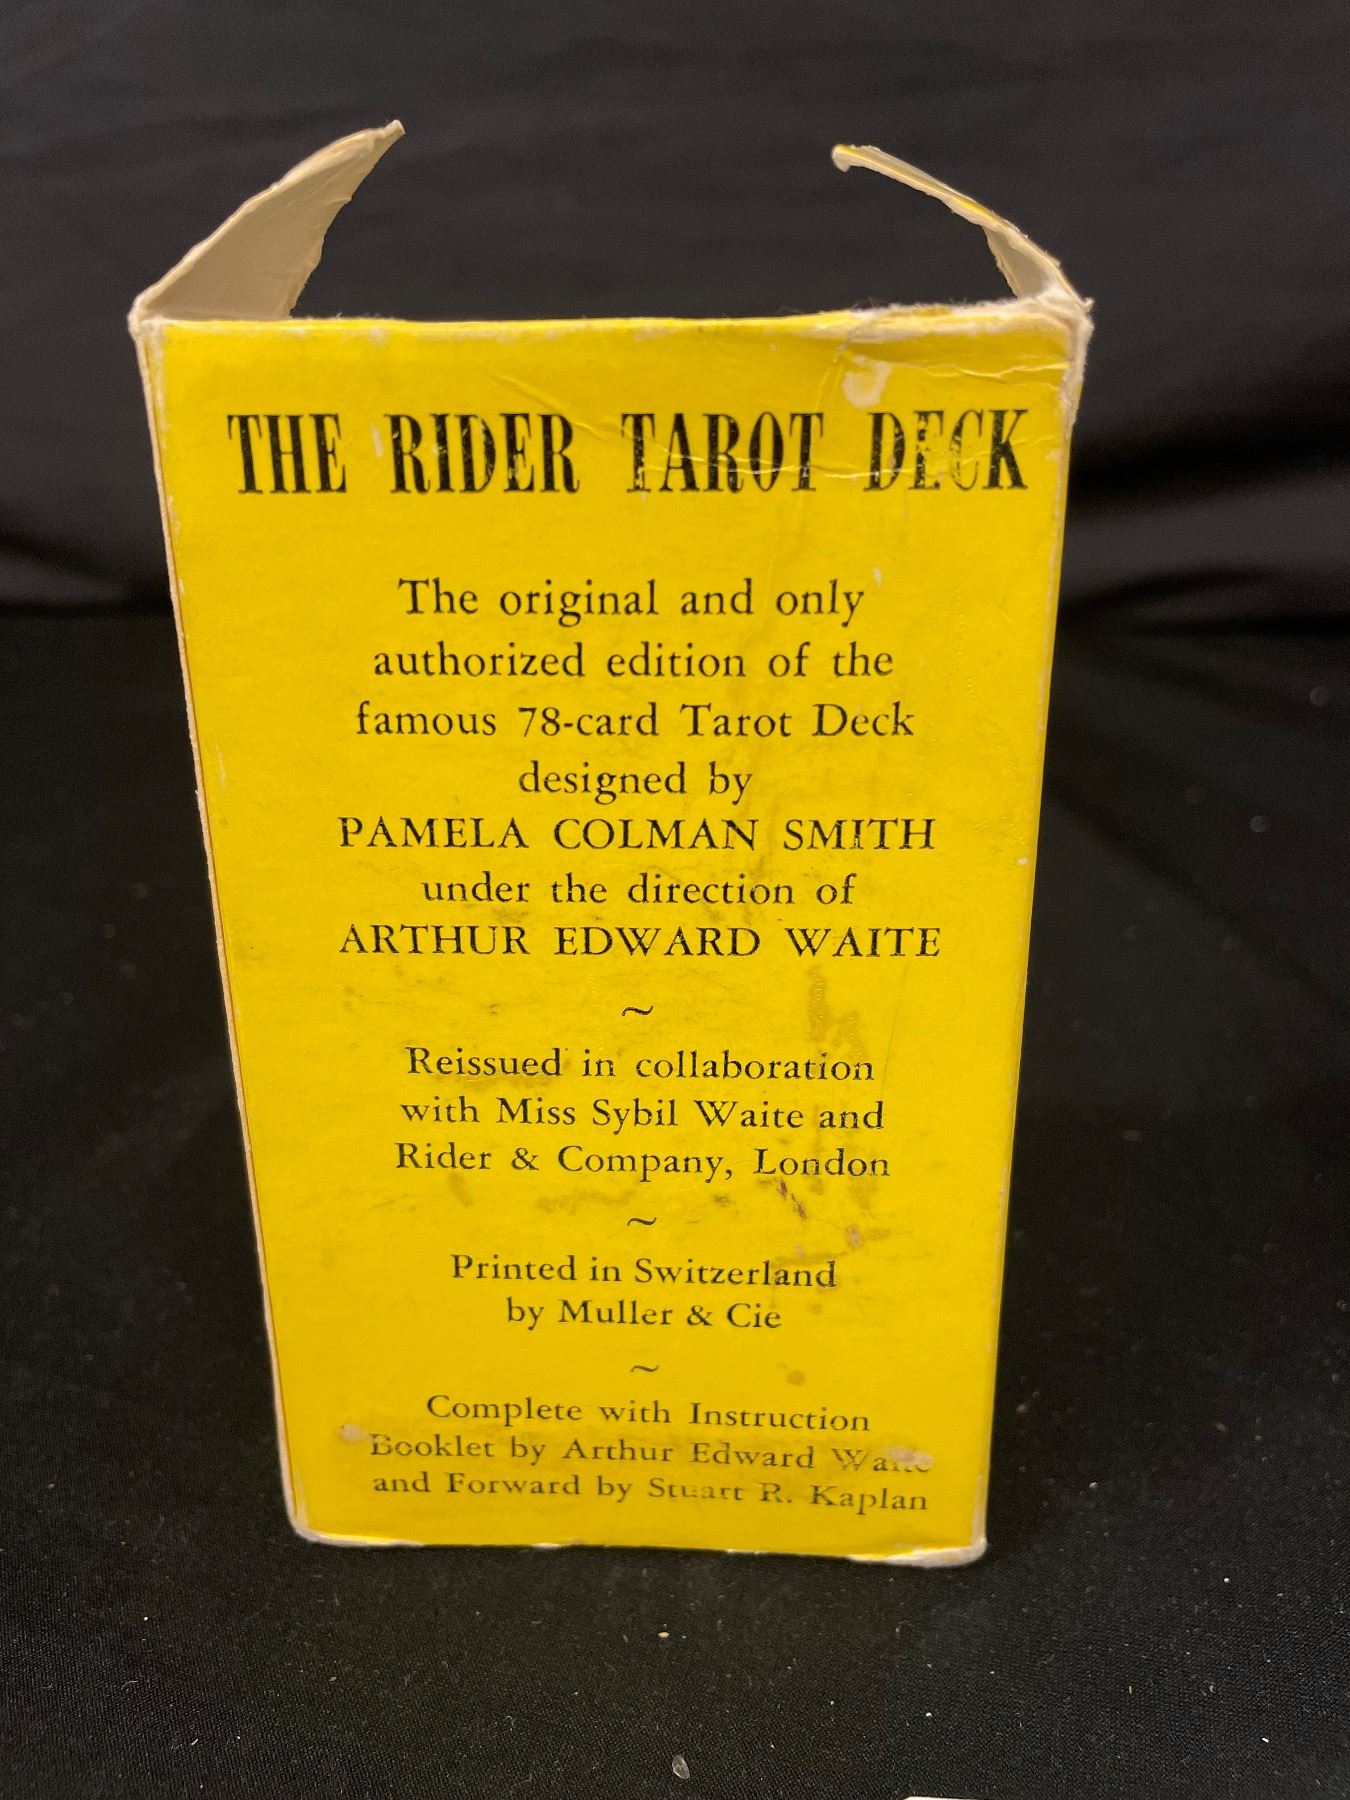 THE RIDER TAROT DECK
The original and only
authorized edition of the
famous 78-card Tarot Deck
designed by
PAMELA COLMAN SMITH
under the direction of
ARTHUR EDWARD WAITE
~
Reissued in collaboration
with Miss Sybil Waite and
Rider & Company, London
~
Printed in Switzerland
by Muller & Cie
~
Complete with Instruction
Booklet by Arthur Edward Waite
and Forward by Stuart R. Kaplan